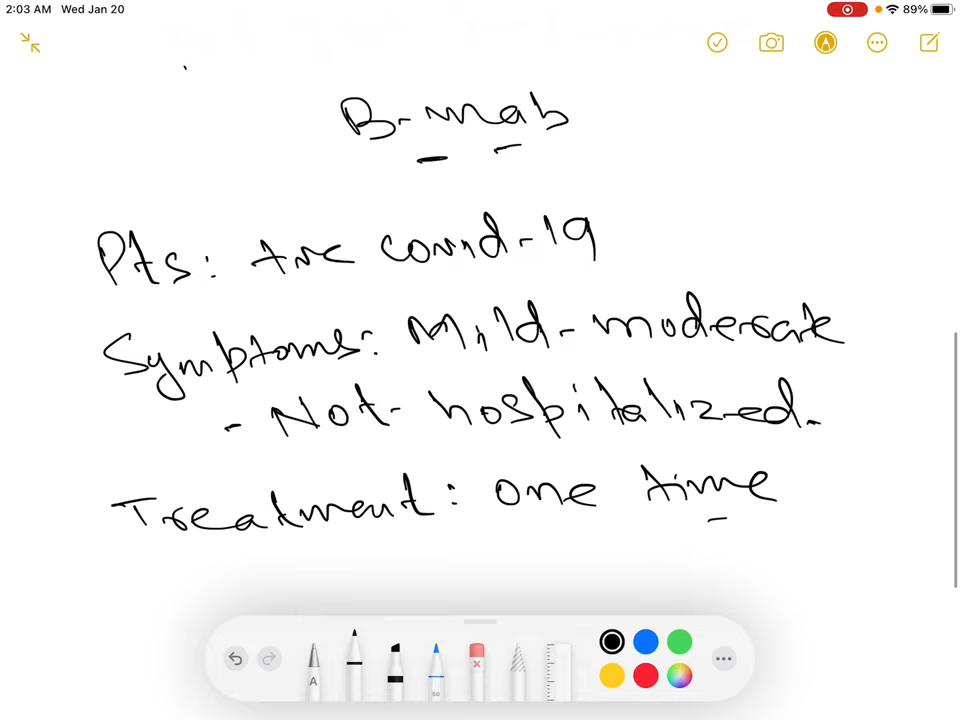 2:03 AM Wed Jan 20
89%
B-mab
Pts: +ve covid-19
Symptoms: Mild-moderate
- Not-hospitalized.
Treatment: one time
A
80